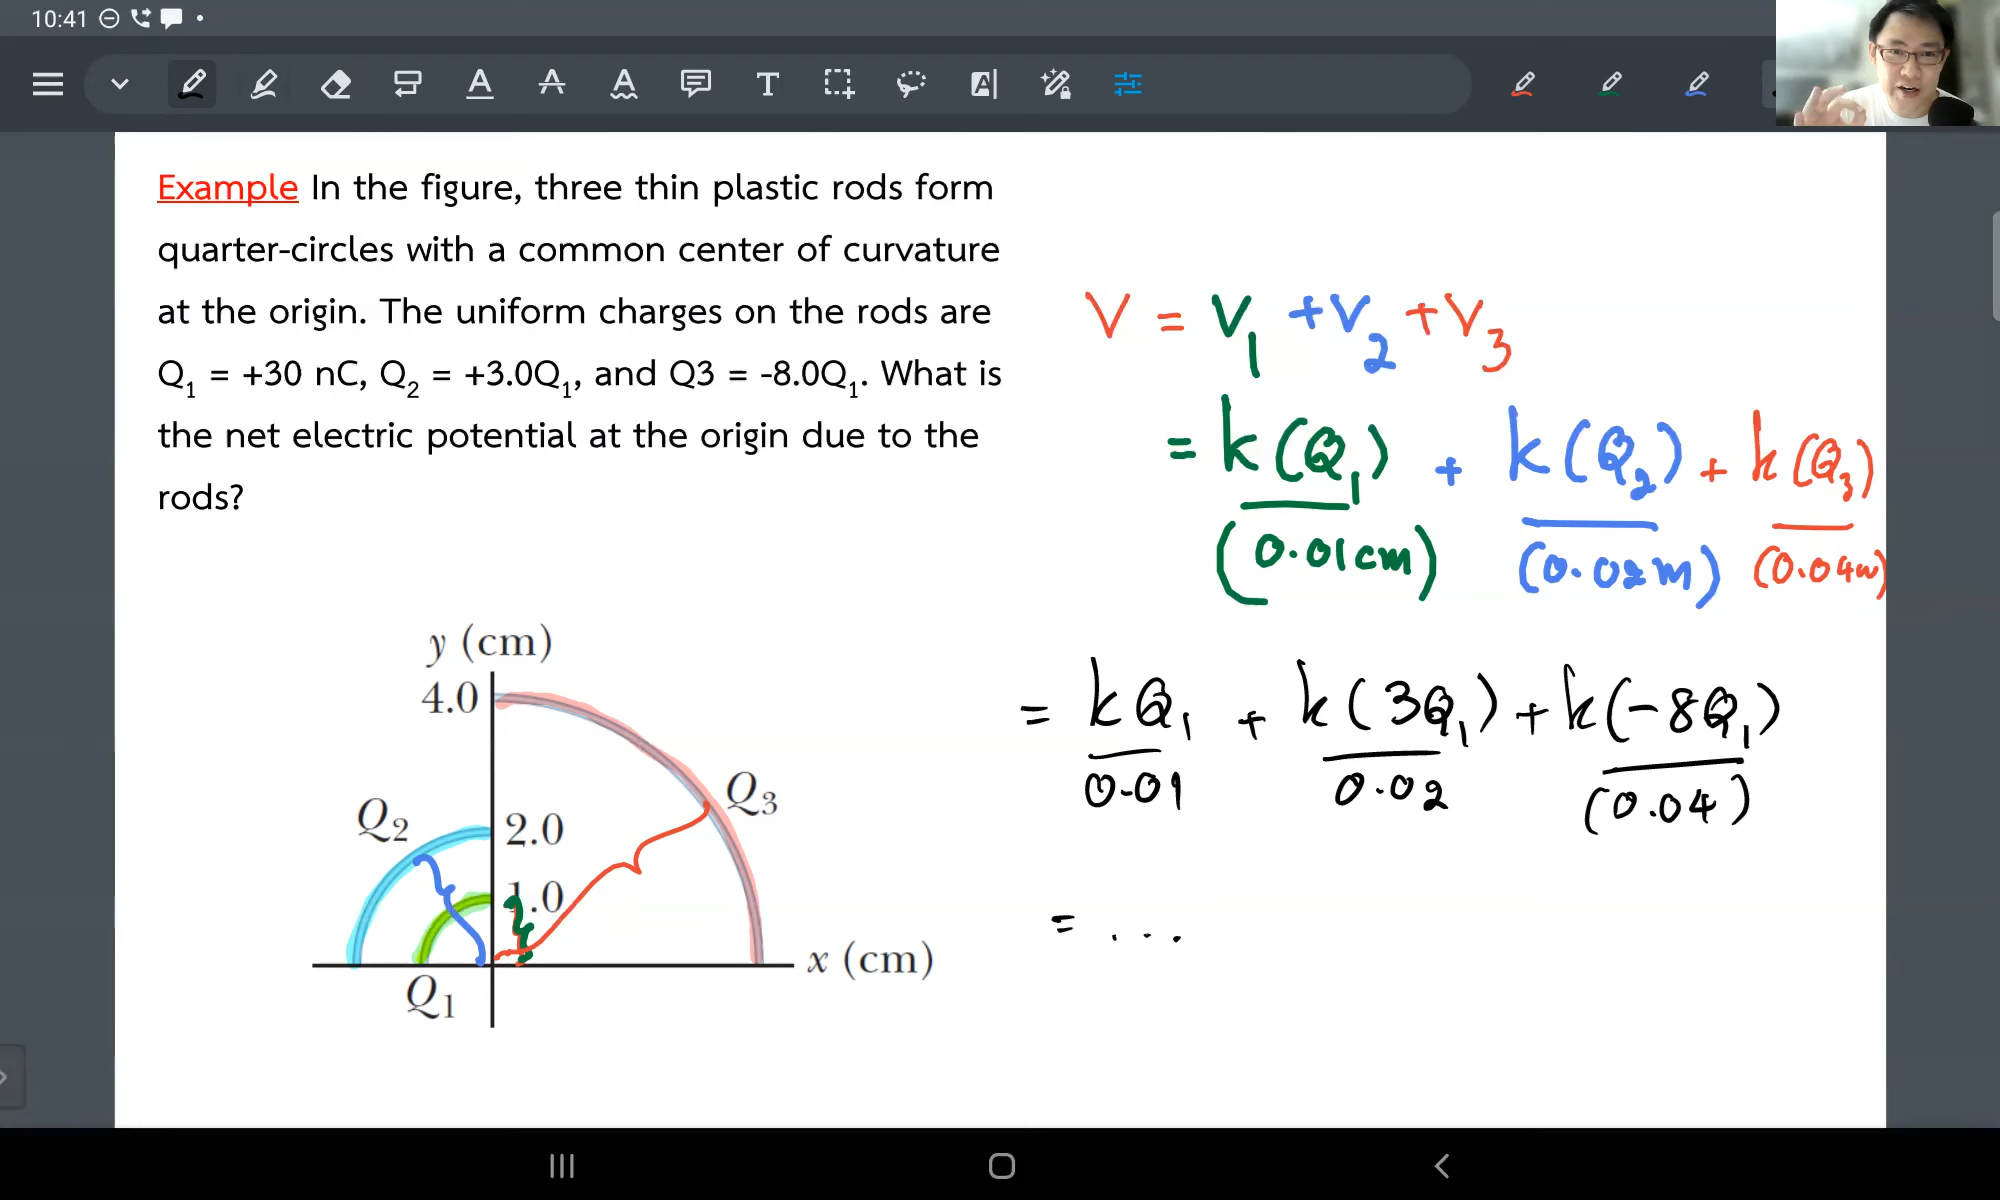 10:41
Example In the figure, three thin plastic rods form
quarter-circles with a common center of curvature
at the origin. The uniform charges on the rods are
Q₁ = +30 nC, Q₂ = +3.0Q₁, and Q3 = -8.0Q₁. What is
the net electric potential at the origin due to the
rods?
V = V₁ + V₂ + V₃
= k(Q₁) + k(Q₂) + k(Q₃)
(0.01cm) (0.02m) (0.04m)
= kQ₁ + k(3Q₁) + k(-8Q₁)
0.01 0.02 (0.04)
= ...
y (cm)
4.0
Q₃
Q₂
2.0
1.0
x (cm)
Q₁